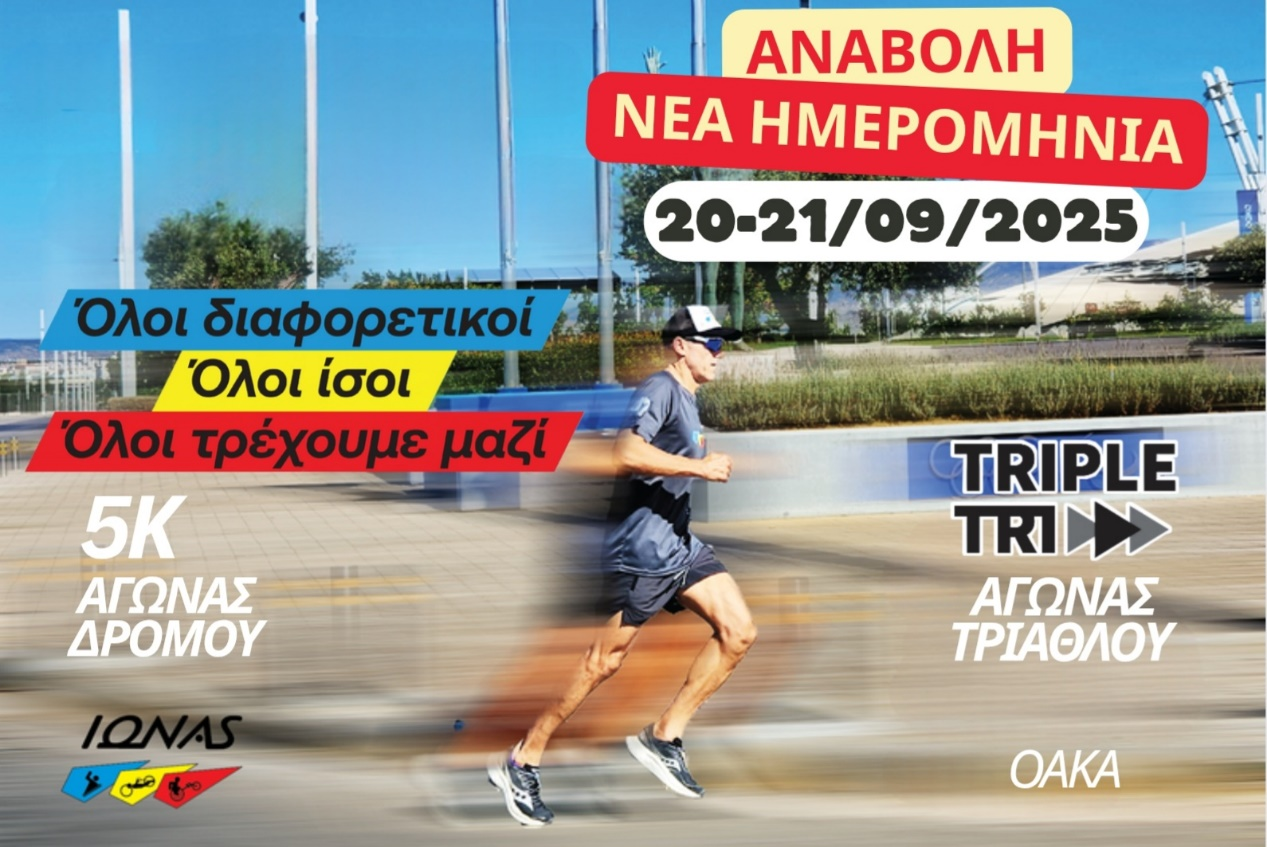 ΑΝΑΒΟΛΗ
ΝΕΑ ΗΜΕΡΟΜΗΝΙΑ
20-21/09/2025
Όλοι διαφορετικοί
Όλοι ίσοι
Όλοι τρέχουμε μαζί
5K
ΑΓΩΝΑΣ
ΔΡΟΜΟΥ
TRIPLE
TRI
ΑΓΩΝΑΣ
ΤΡΙΑΘΛΟΥ
ΙΩΝΑS
ΟΑΚΑ